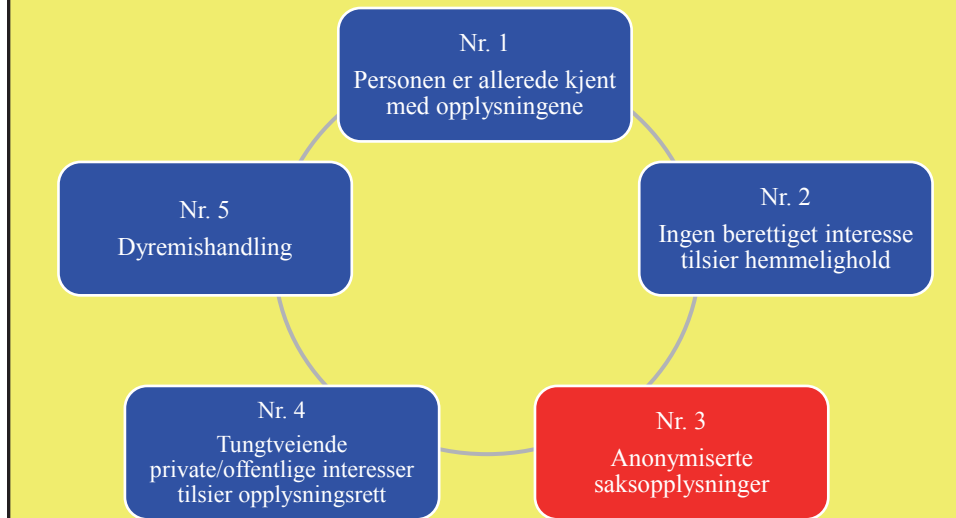 Nr. 1
Personen er allerede kjent
med opplysningene
Nr. 2
Ingen berettiget interesse
tilsier hemmelighold
Nr. 3
Anonymiserte
saksopplysninger
Nr. 4
Tungtveiende
private/offentlige interesser
tilsier opplysningsrett
Nr. 5
Dyremishandling